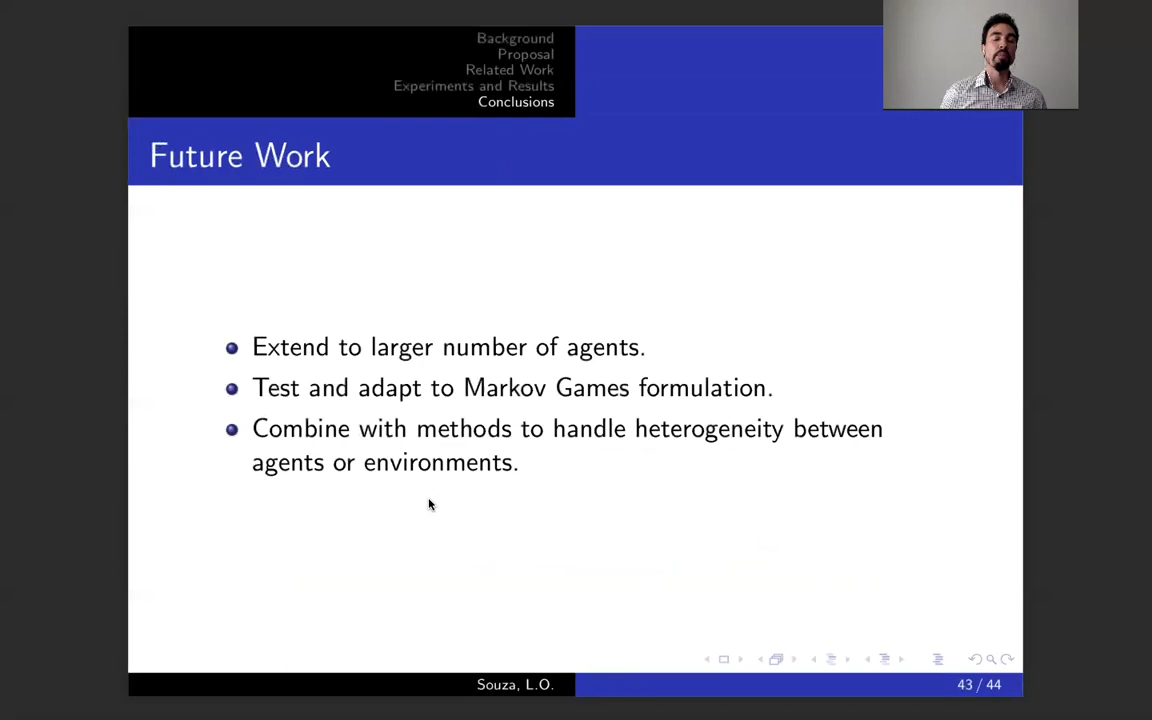 Background
Proposal
Related Work
Experiments and Results
Conclusions
Future Work
Extend to larger number of agents.
Test and adapt to Markov Games formulation.
Combine with methods to handle heterogeneity between
agents or environments.
Souza, L.O.
43 / 44